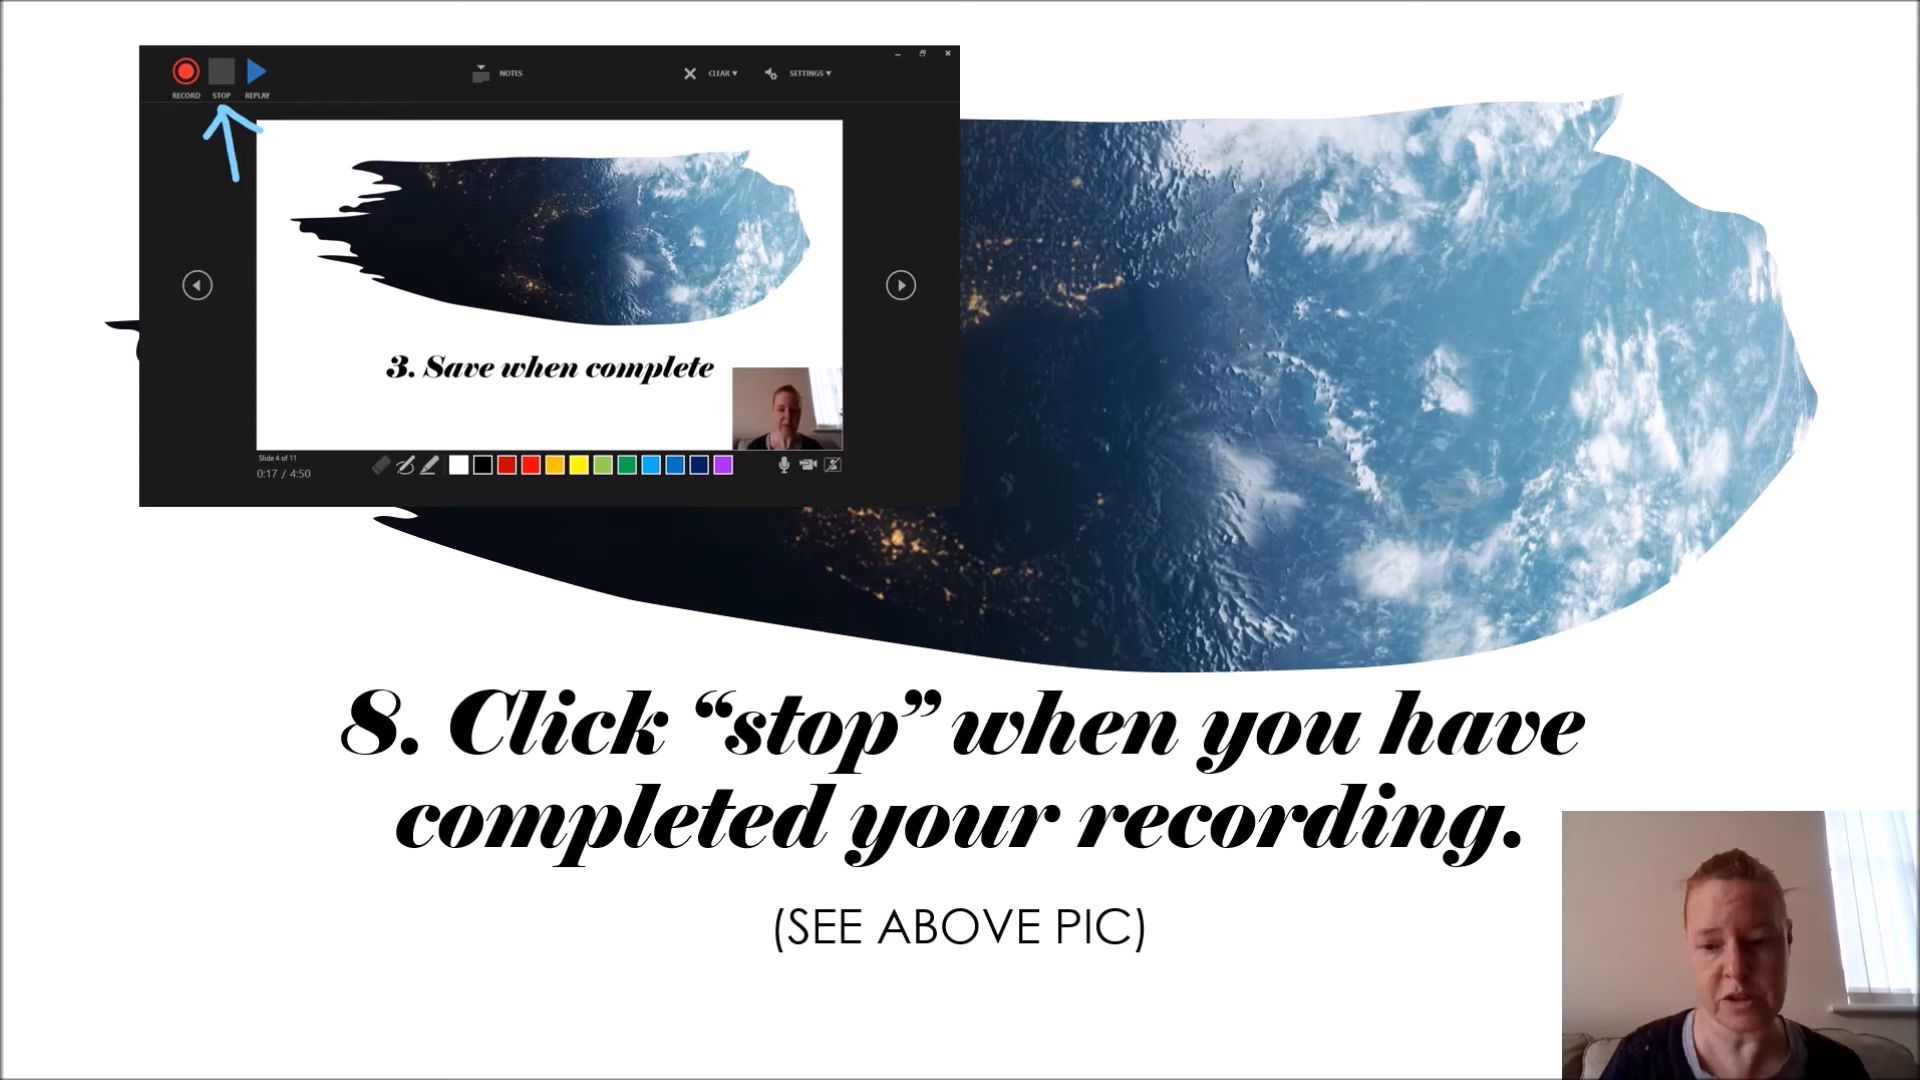 NOTES
CLEAR
SETTINGS
RECORD STOP REPLAY
3. Save when complete
Slide 4 of 11
0:17 / 4:50
8. Click “stop” when you have
completed your recording.
(SEE ABOVE PIC)